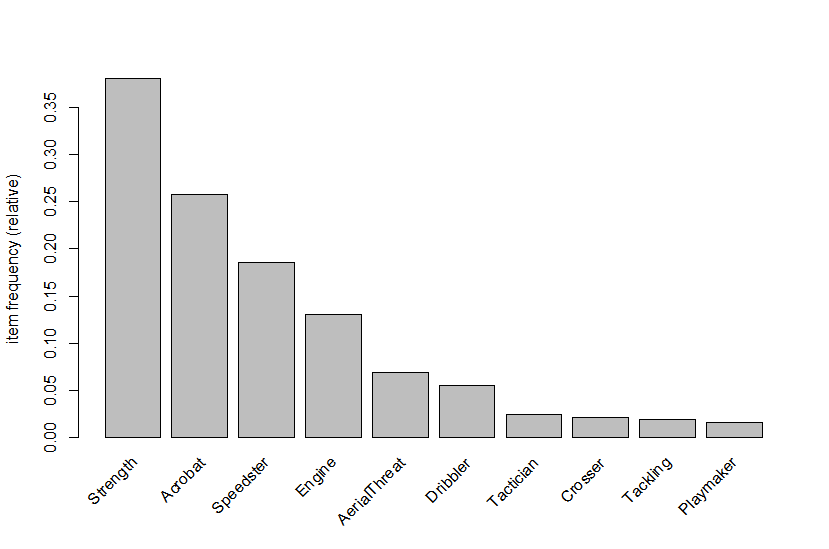 item frequency (relative)
0.35
0.30
0.25
0.20
0.15
0.10
0.05
0.00
Strength
Acrobat
Speedster
Engine
AerialThreat
Dribbler
Tactician
Crosser
Tackling
Playmaker